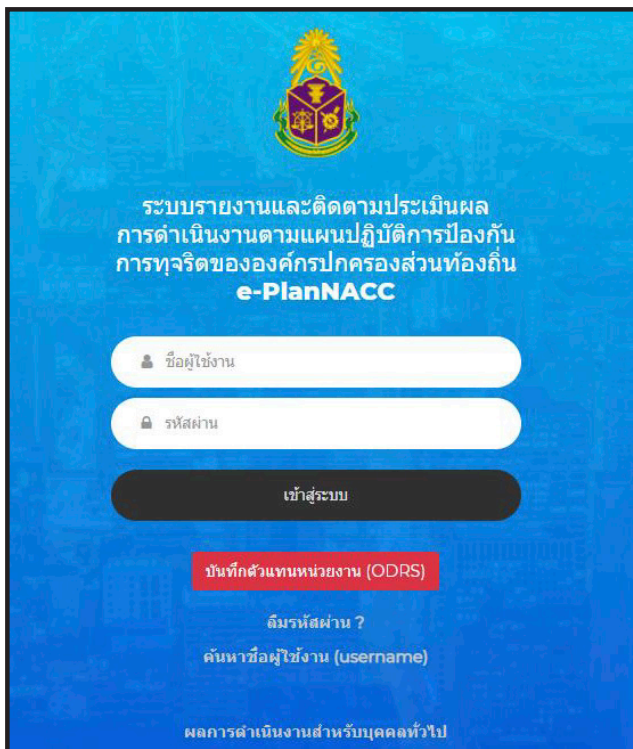 ระบบรายงานและติดตามประเมินผล
การดำเนินงานตามแผนปฏิบัติการป้องกัน
การทุจริตขององค์กรปกครองส่วนท้องถิ่น
e-PlanNACC
ชื่อผู้ใช้งาน
รหัสผ่าน
เข้าสู่ระบบ
บันทึกตัวแทนหน่วยงาน (ODRS)
ลืมรหัสผ่าน ?
ค้นหาชื่อผู้ใช้งาน (username)
ผลการดำเนินงานสำหรับบุคคลทั่วไป